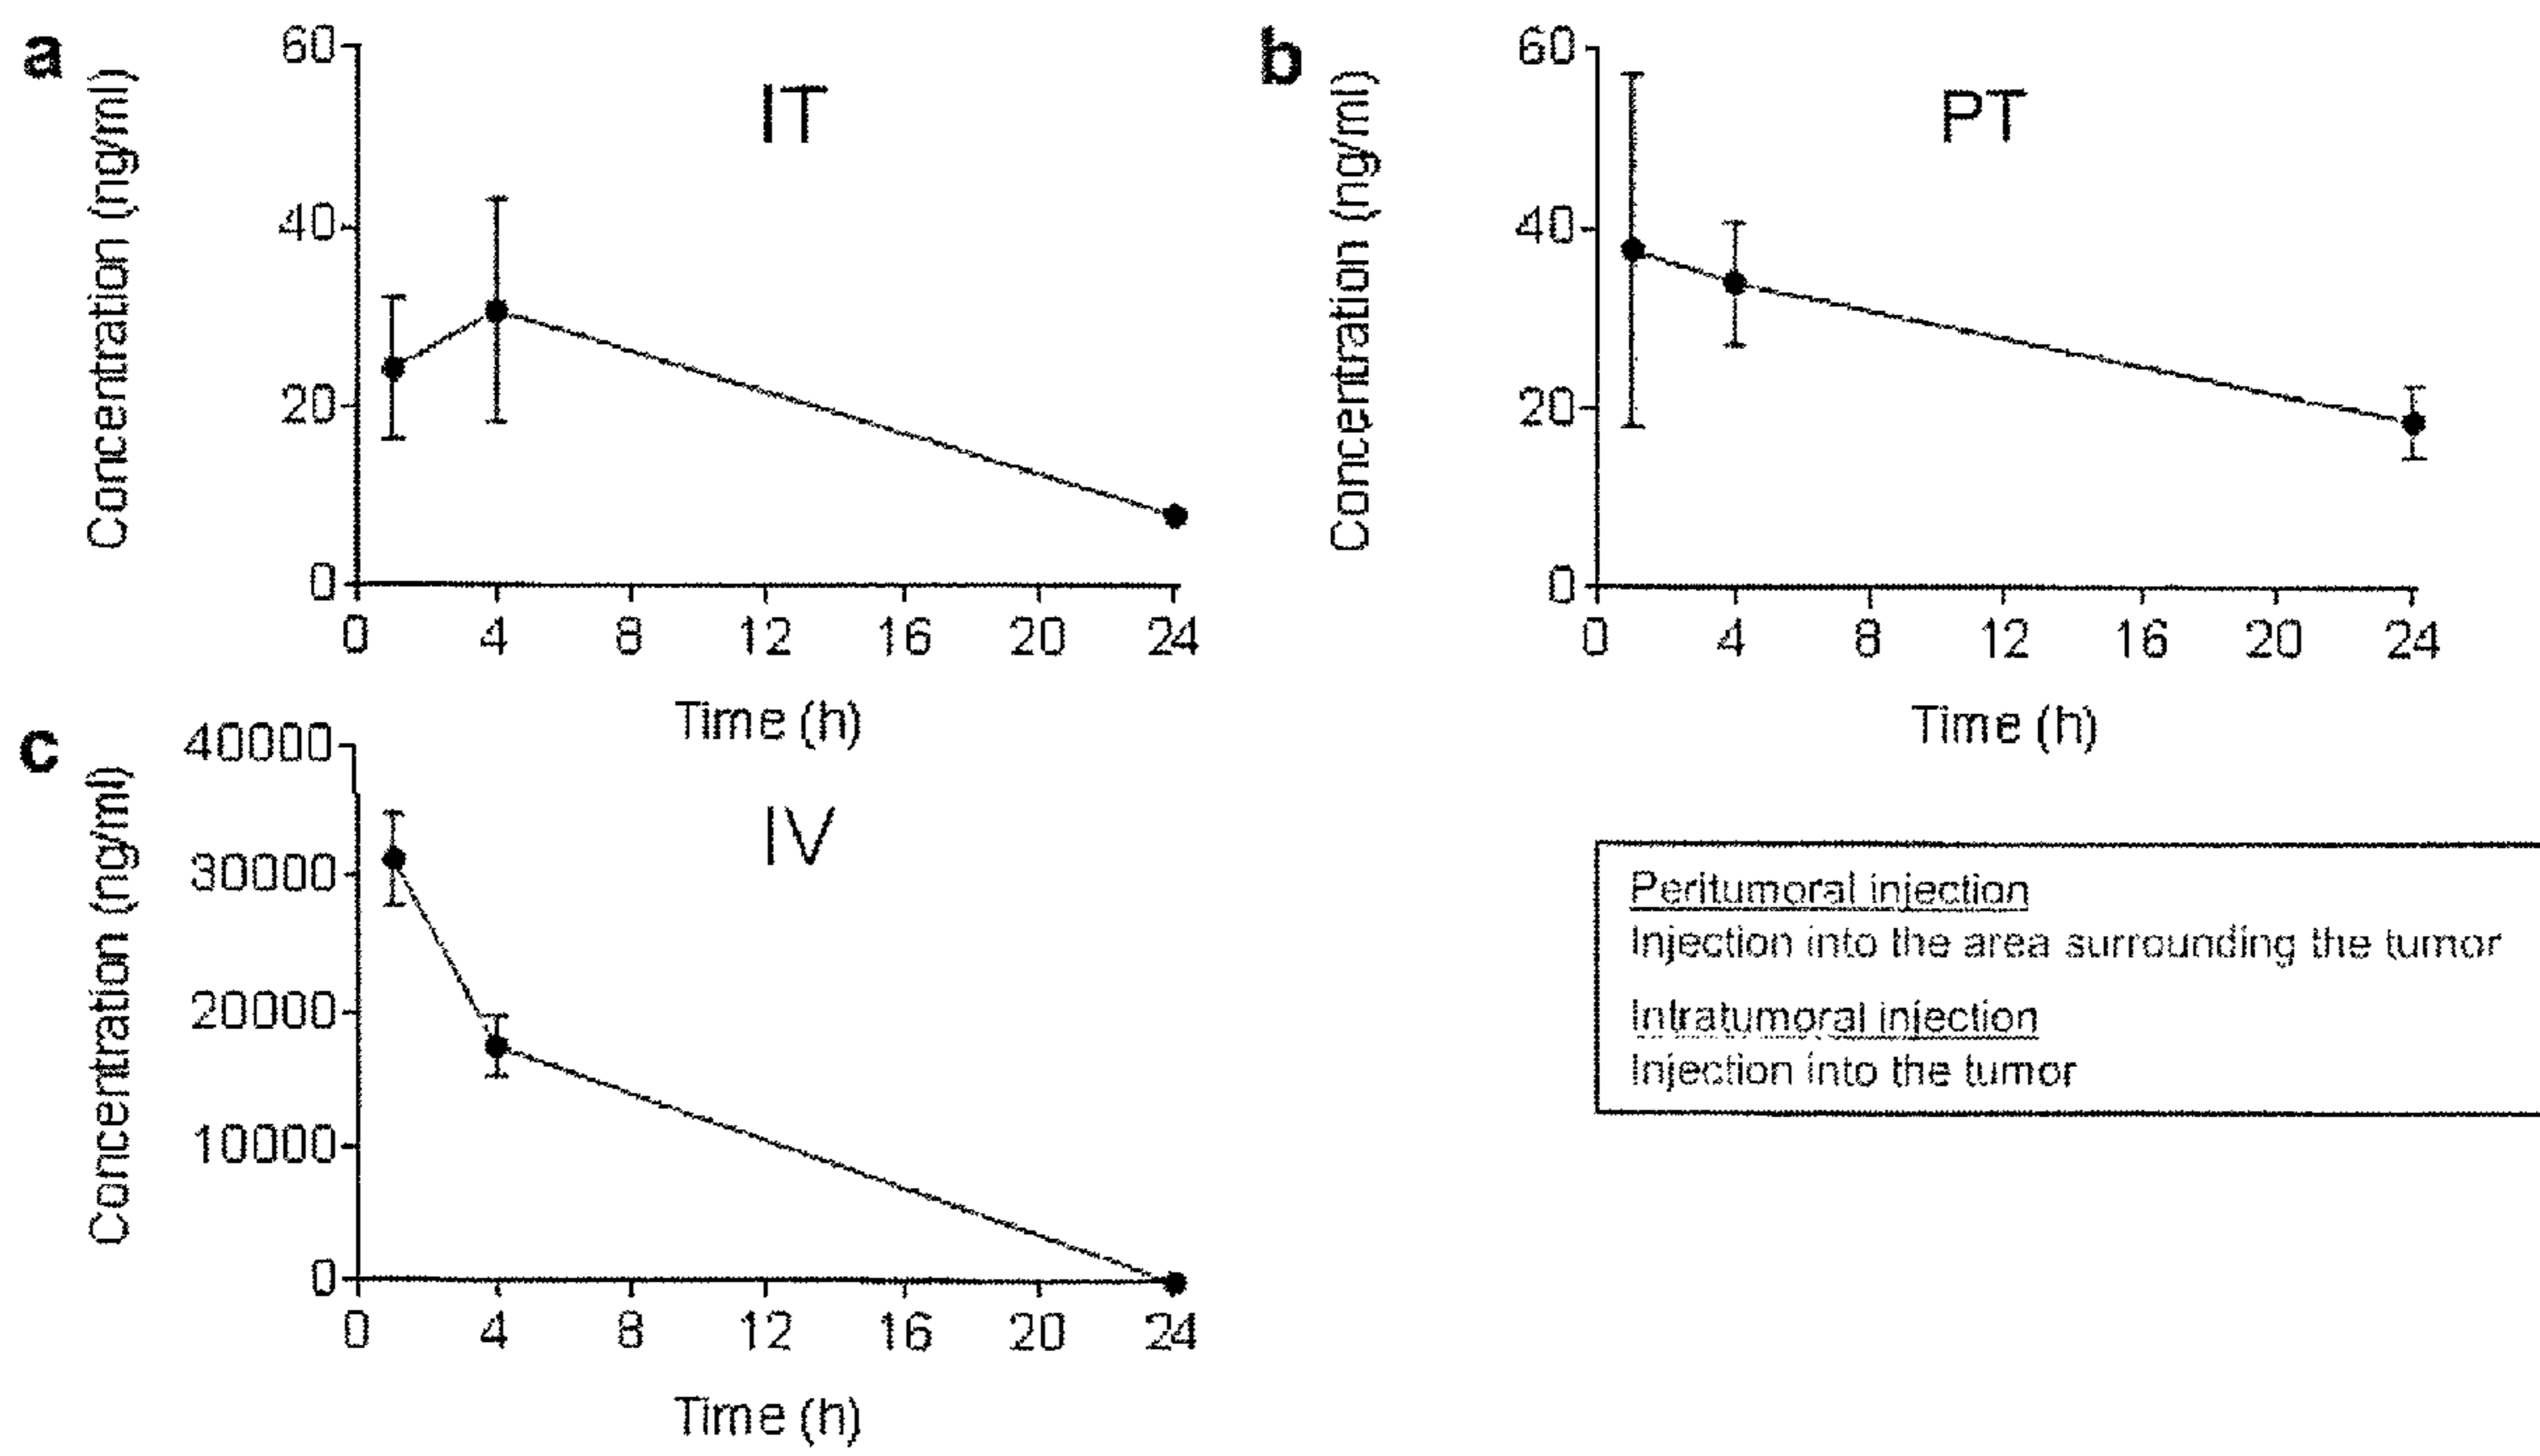 a
60
40
20
0
Concentration (ng/ml)
IT
0 4 8 12 16 20 24
Time (h)
b
60
40
20
0
Concentration (ng/ml)
PT
0 4 8 12 16 20 24
Time (h)
c
40000
30000
20000
10000
0
Concentration (ng/ml)
IV
0 4 8 12 16 20 24
Time (h)
Peritumoral injection
Injection into the area surrounding the tumor
Intratumoral injection
Injection into the tumor